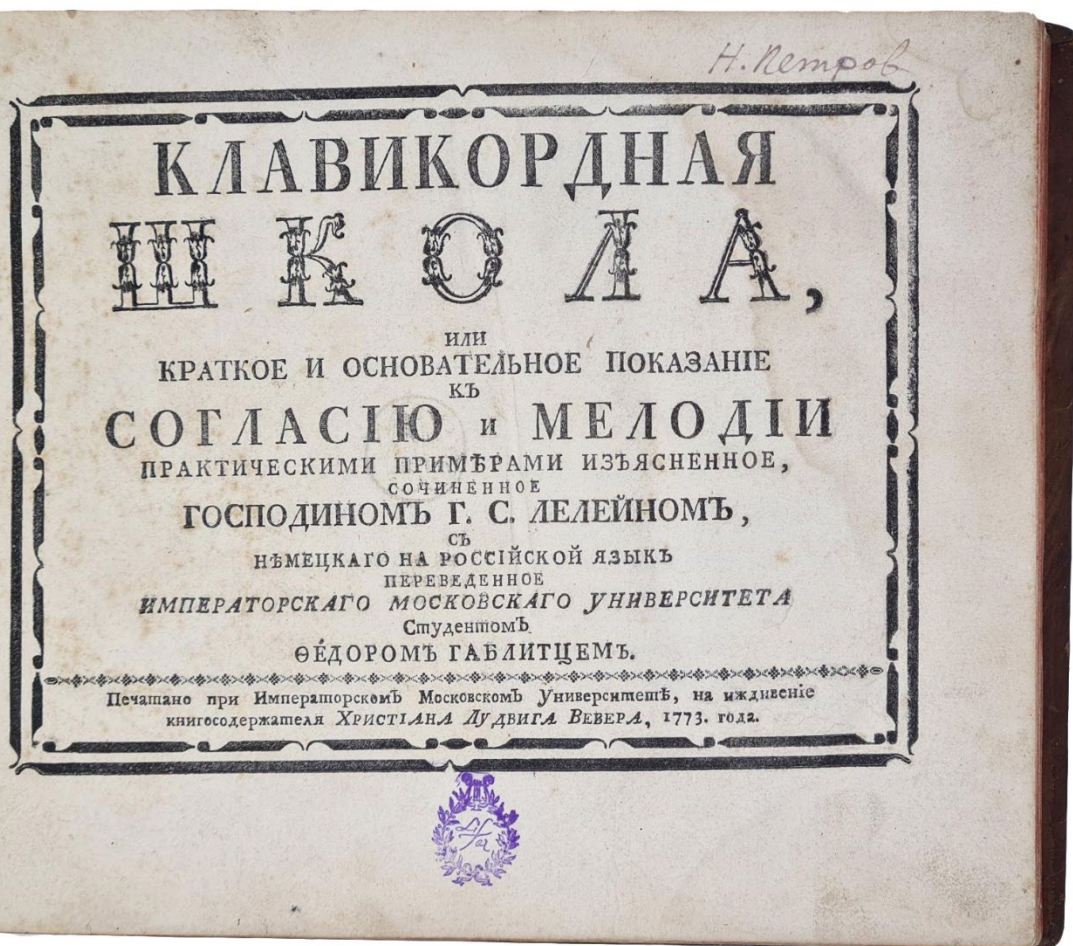 Н. Петров
КЛАВИКОРДНАЯ
ШКОЛА,
ИЛИ
КРАТКОЕ И ОСНОВАТЕЛЬНОЕ ПОКАЗАНІЕ
КЪ
СОГЛАСІЮ и МЕЛОДІИ
ПРАКТИЧЕСКИМИ ПРИМѢРАМИ ИЗЪЯСНЕННОЕ,
СОЧИНЕННОЕ
ГОСПОДИНОМЪ Г. С. ЛЕЛЕЙНОМЪ,
СЪ
НѢМЕЦКАГО НА РОССІЙСКОЙ ЯЗЫКЪ
ПЕРЕВЕДЕННОЕ
ИМПЕРАТОРСКАГО МОСКОВСКАГО УНИВЕРСИТЕТА
СтудентомЪ
ѲЕ́ДОРОМЪ ГАБЛИТЦЕМЪ.
Печатано при ИмператорскомЪ МосковскомЪ Университетѣ, на иждивеніе
книгосодержателя ХРИСТІАНА ЛУДВИГА ВЕВЕРА, 1773. года.